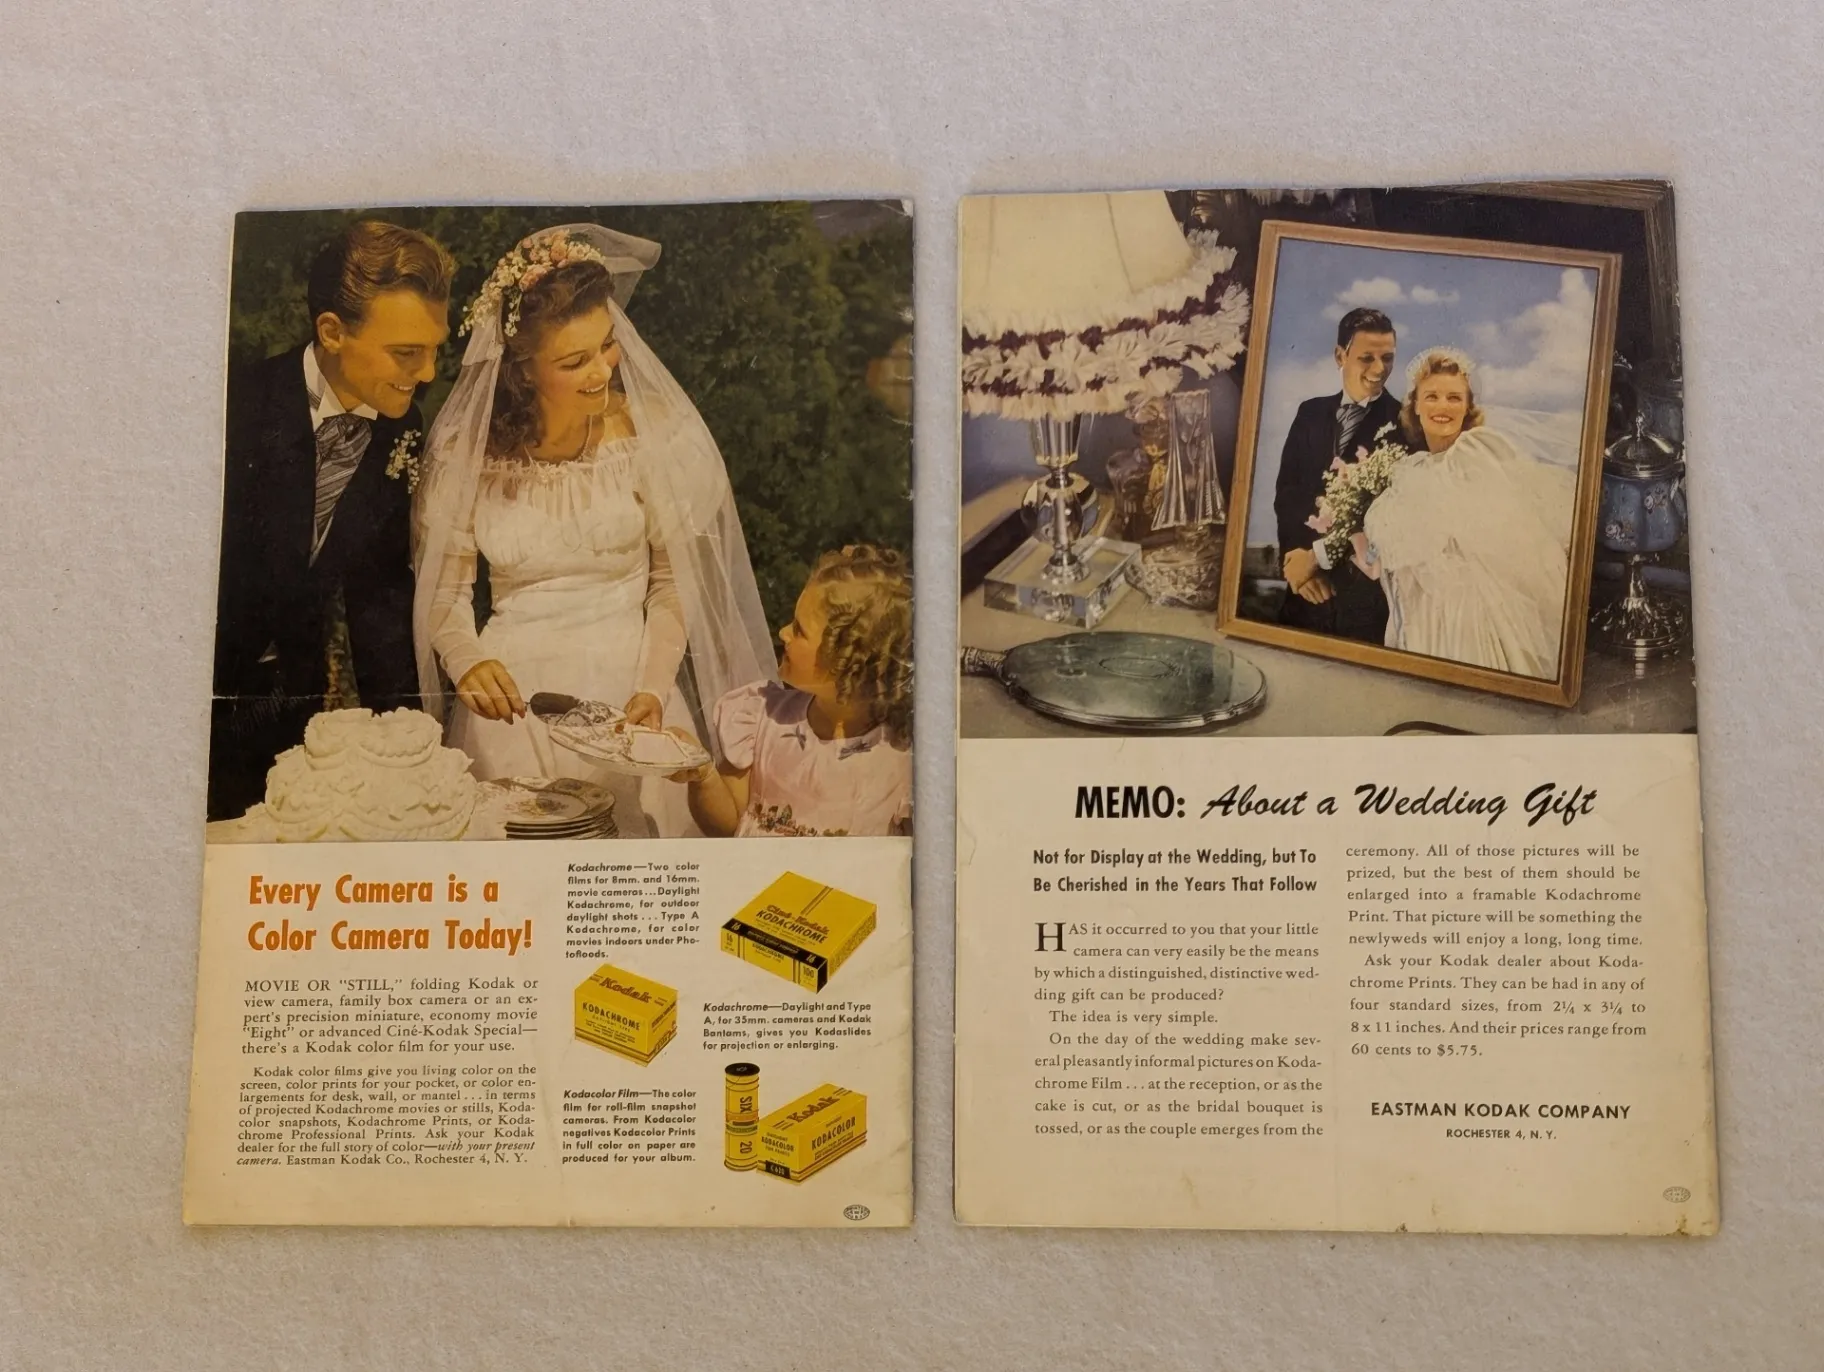 Every Camera is a
Color Camera Today!
MOVIE OR "STILL," folding Kodak or
view camera, family box camera or an ex-
pert's precision miniature, economy movie
"Eight" or advanced Ciné-Kodak Special—
there's a Kodak color film for your use.
Kodak color films give you living color on the
screen, color prints for your pocket, or color en-
largements for desk, wall, or mantel . . . in terms
of projected Kodachrome movies or stills, Koda-
color snapshots, Kodachrome Prints, or Koda-
chrome Professional Prints. Ask your Kodak
dealer for the full story of color—with your present
camera. Eastman Kodak Co., Rochester 4, N. Y.
Kodachrome—Two color
films for 8mm. and 16mm.
movie cameras . . . Daylight
Kodachrome, for outdoor
daylight shots . . . Type A
Kodachrome, for color
movies indoors under Pho-
tofloods.
Ciné-Kodak
KODACHROME
16
16
100
Kodak
KODACHROME
Kodachrome—Daylight and Type
A, for 35mm. cameras and Kodak
Bantams, gives you Kodaslides
for projection or enlarging.
Kodacolor Film—The color
film for roll-film snapshot
cameras. From Kodacolor
negatives Kodacolor Prints
in full color on paper are
produced for your album.
SIX
20
Kodak
KODACOLOR
KODACOLOR
C 620
MEMO: About a Wedding Gift
Not for Display at the Wedding, but To
Be Cherished in the Years That Follow
HAS it occurred to you that your little
camera can very easily be the means
by which a distinguished, distinctive wed-
ding gift can be produced?
The idea is very simple.
On the day of the wedding make sev-
eral pleasantly informal pictures on Koda-
chrome Film . . . at the reception, or as the
cake is cut, or as the bridal bouquet is
tossed, or as the couple emerges from the
ceremony. All of those pictures will be
prized, but the best of them should be
enlarged into a framable Kodachrome
Print. That picture will be something the
newlyweds will enjoy a long, long time.
Ask your Kodak dealer about Koda-
chrome Prints. They can be had in any of
four standard sizes, from 2¼ x 3¼ to
8 x 11 inches. And their prices range from
60 cents to $5.75.
EASTMAN KODAK COMPANY
ROCHESTER 4, N. Y.